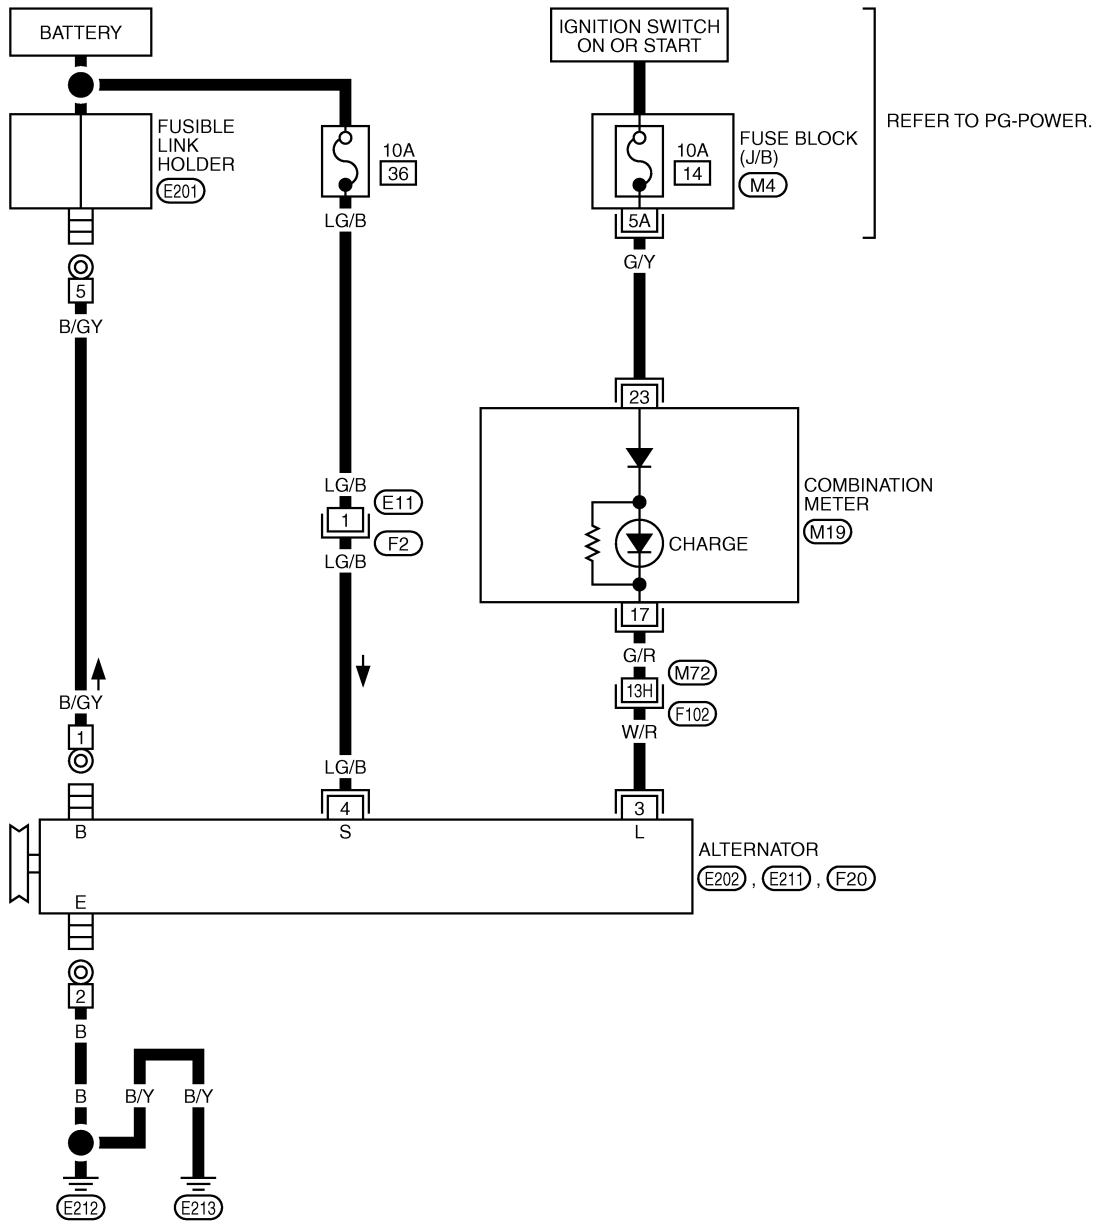 BATTERY
IGNITION SWITCH
ON OR START
REFER TO PG-POWER.
FUSIBLE
LINK
HOLDER
E201
10A
36
10A
14
FUSE BLOCK
(J/B)
M4
LG/B
5A
G/Y
5
B/GY
23
COMBINATION
METER
M19
CHARGE
LG/B
E11
1
F2
LG/B
17
G/R
M72
13H
F102
W/R
B/GY
1
LG/B
4
3
B
S
L
ALTERNATOR
E202 , E211 , F20
E
2
B
B
B/Y
B/Y
E212
E213